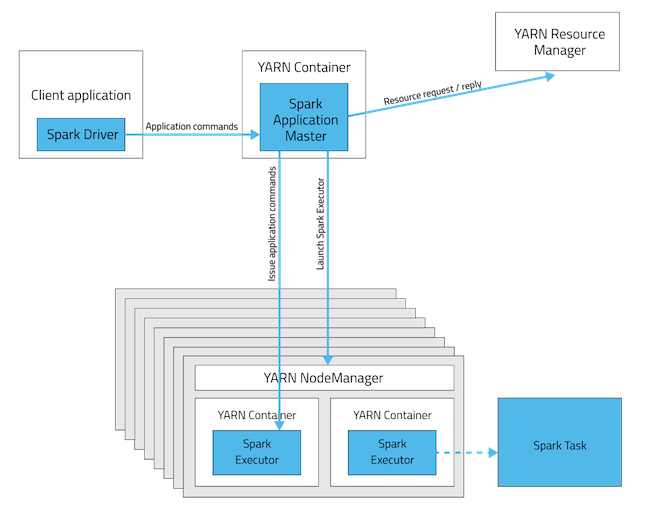 YARN Resource
Manager
YARN Container
Client application
Spark
Application
Master
Spark Driver
Application commands
Resource request / reply
Issue application commands
Launch Spark Executor
YARN NodeManager
YARN Container
YARN Container
Spark
Executor
Spark
Executor
Spark Task